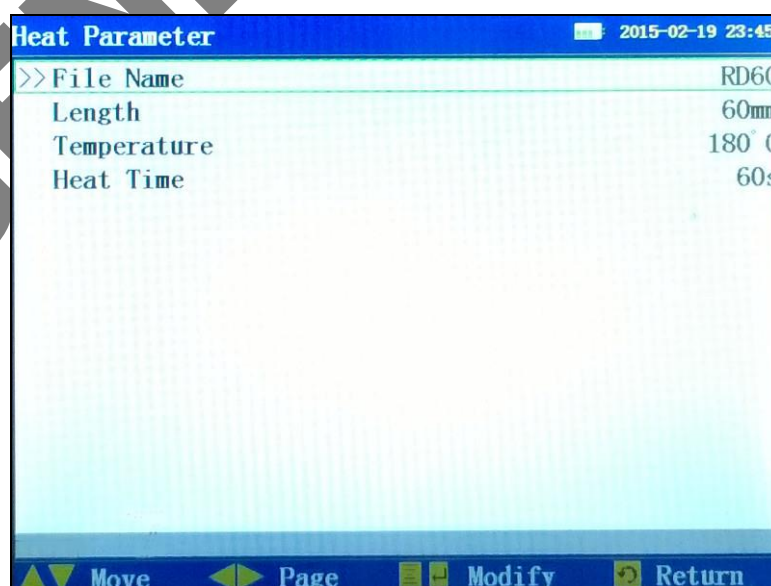 Heat Parameter 2015-02-19 23:45
>>File Name RD60
Length 60mm
Temperature 180°C
Heat Time 60s
Move Page Modify Return